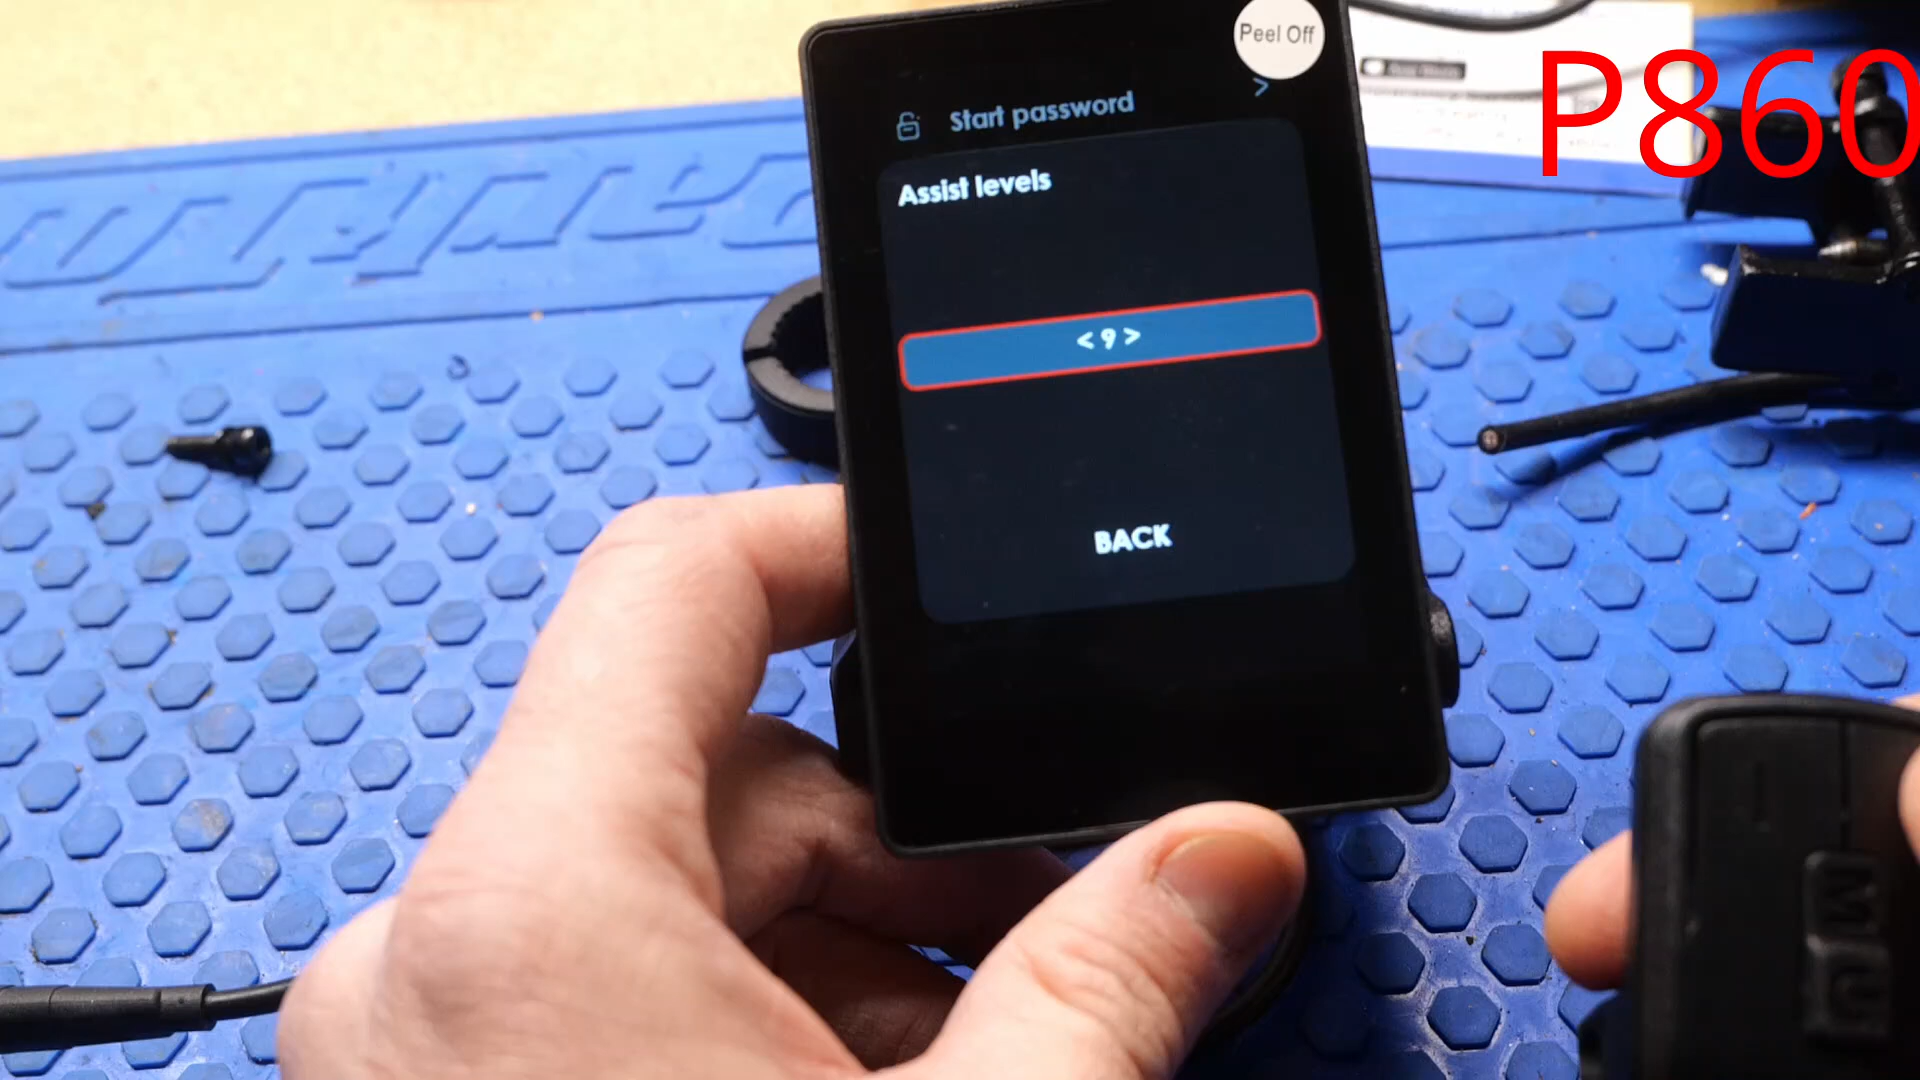 Peel Off
P860
Start password >
Assist levels
< 9 >
BACK
M
U